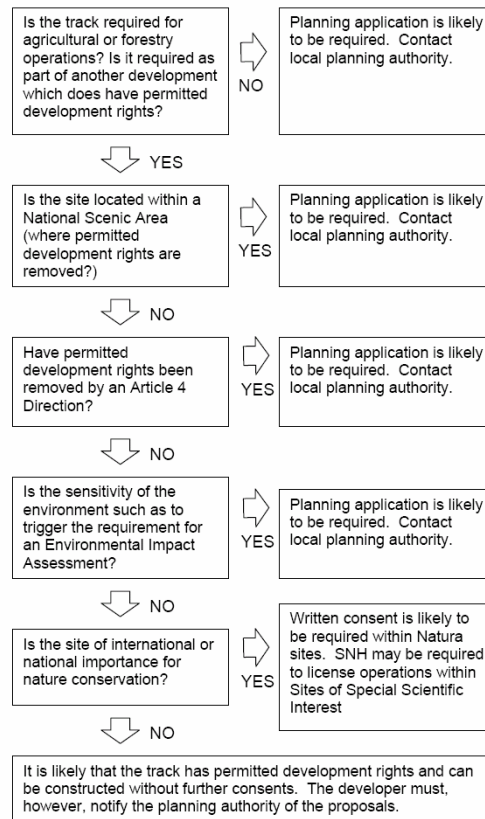 Is the track required for
agricultural or forestry
operations? Is it required as
part of another development
which does have permitted
development rights?
NO
Planning application is likely
to be required.  Contact
local planning authority.
YES
Is the site located within a
National Scenic Area
(where permitted
development rights are
removed?)
YES
Planning application is likely
to be required.  Contact
local planning authority.
NO
Have permitted
development rights been
removed by an Article 4
Direction?
YES
Planning application is likely
to be required.  Contact
local planning authority.
NO
Is the sensitivity of the
environment such as to
trigger the requirement for
an Environmental Impact
Assessment?
YES
Planning application is likely
to be required.  Contact
local planning authority.
NO
Is the site of international or
national importance for
nature conservation?
YES
Written consent is likely to
be required within Natura
sites.  SNH may be required
to license operations within
Sites of Special Scientific
Interest
NO
It is likely that the track has permitted development rights and can
be constructed without further consents.  The developer must,
however, notify the planning authority of the proposals.